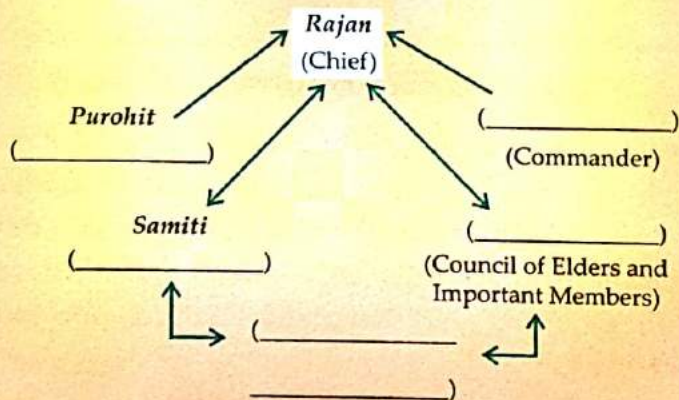 Rajan
(Chief)
Purohit
(____________)
(____________)
(Commander)
Samiti
(____________)
(____________)
(Council of Elders and
Important Members)
(____________
____________)